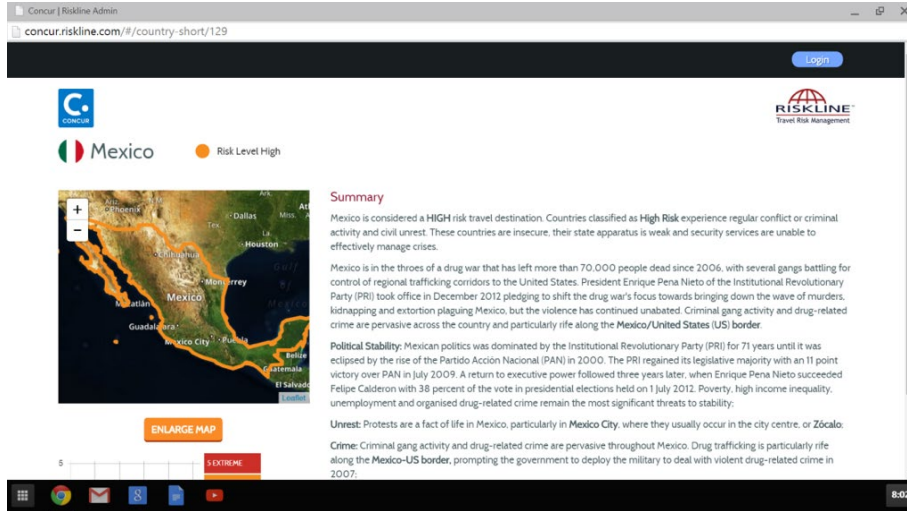 Concur | Riskline Admin
concur.riskline.com/#/country-short/129
Login
C.
CONCUR
RISKLINE
Travel Risk Management
Mexico
Risk Level High
+
−
Phoenix
Dallas
Miss.
Ark.
Tex.
La.
Houston
Chihuahua
Monterrey
Gulf
Mexico
Mazatlán
Mexico
Guadalajara
Mexico City
Puebla
Belize
Guatemala
El Salvador
Leaflet
ENLARGE MAP
5
5 EXTREME
Summary
Mexico is considered a HIGH risk travel destination. Countries classified as High Risk experience regular conflict or criminal
activity and civil unrest. These countries are insecure, their state apparatus is weak and security services are unable to
effectively manage crises.
Mexico is in the throes of a drug war that has left more than 70,000 people dead since 2006, with several gangs battling for
control of regional trafficking corridors to the United States. President Enrique Pena Nieto of the Institutional Revolutionary
Party (PRI) took office in December 2012 pledging to shift the drug war's focus towards bringing down the wave of murders,
kidnapping and extortion plaguing Mexico, but the violence has continued unabated. Criminal gang activity and drug-related
crime are pervasive across the country and particularly rife along the Mexico/United States (US) border.
Political Stability: Mexican politics was dominated by the Institutional Revolutionary Party (PRI) for 71 years until it was
eclipsed by the rise of the Partido Acción Nacional (PAN) in 2000. The PRI regained its legislative majority with an 11 point
victory over PAN in July 2009. A return to executive power followed three years later, when Enrique Pena Nieto succeeded
Felipe Calderon with 38 percent of the vote in presidential elections held on 1 July 2012. Poverty, high income inequality,
unemployment and organised drug-related crime remain the most significant threats to stability;
Unrest: Protests are a fact of life in Mexico, particularly in Mexico City, where they usually occur in the city centre, or Zócalo;
Crime: Criminal gang activity and drug-related crime are pervasive throughout Mexico. Drug trafficking is particularly rife
along the Mexico-US border, prompting the government to deploy the military to deal with violent drug-related crime in
2007;
8:02